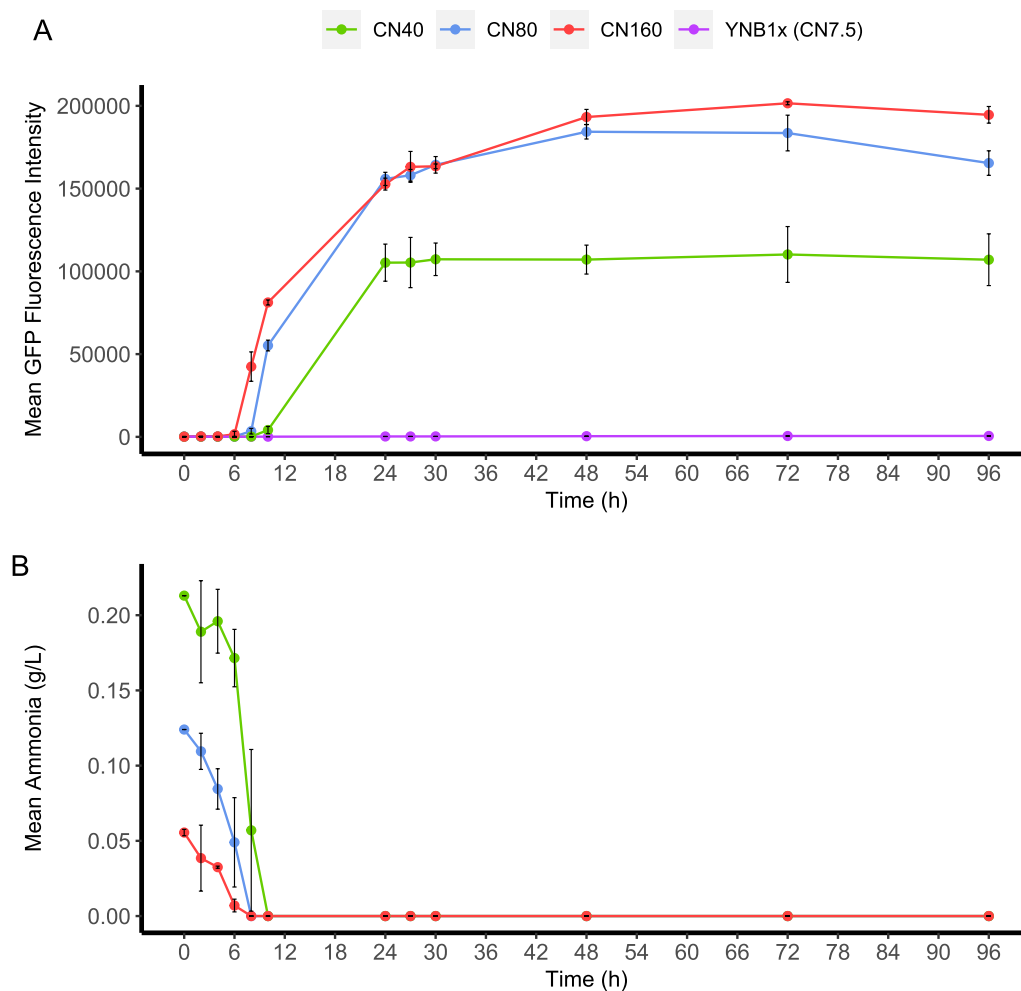 A
CN40 CN80 CN160 YNB1x (CN7.5)
Mean GFP Fluorescence Intensity
200000
150000
100000
50000
0
0 6 12 18 24 30 36 42 48 54 60 66 72 78 84 90 96
Time (h)
B
Mean Ammonia (g/L)
0.20
0.15
0.10
0.05
0.00
0 6 12 18 24 30 36 42 48 54 60 66 72 78 84 90 96
Time (h)